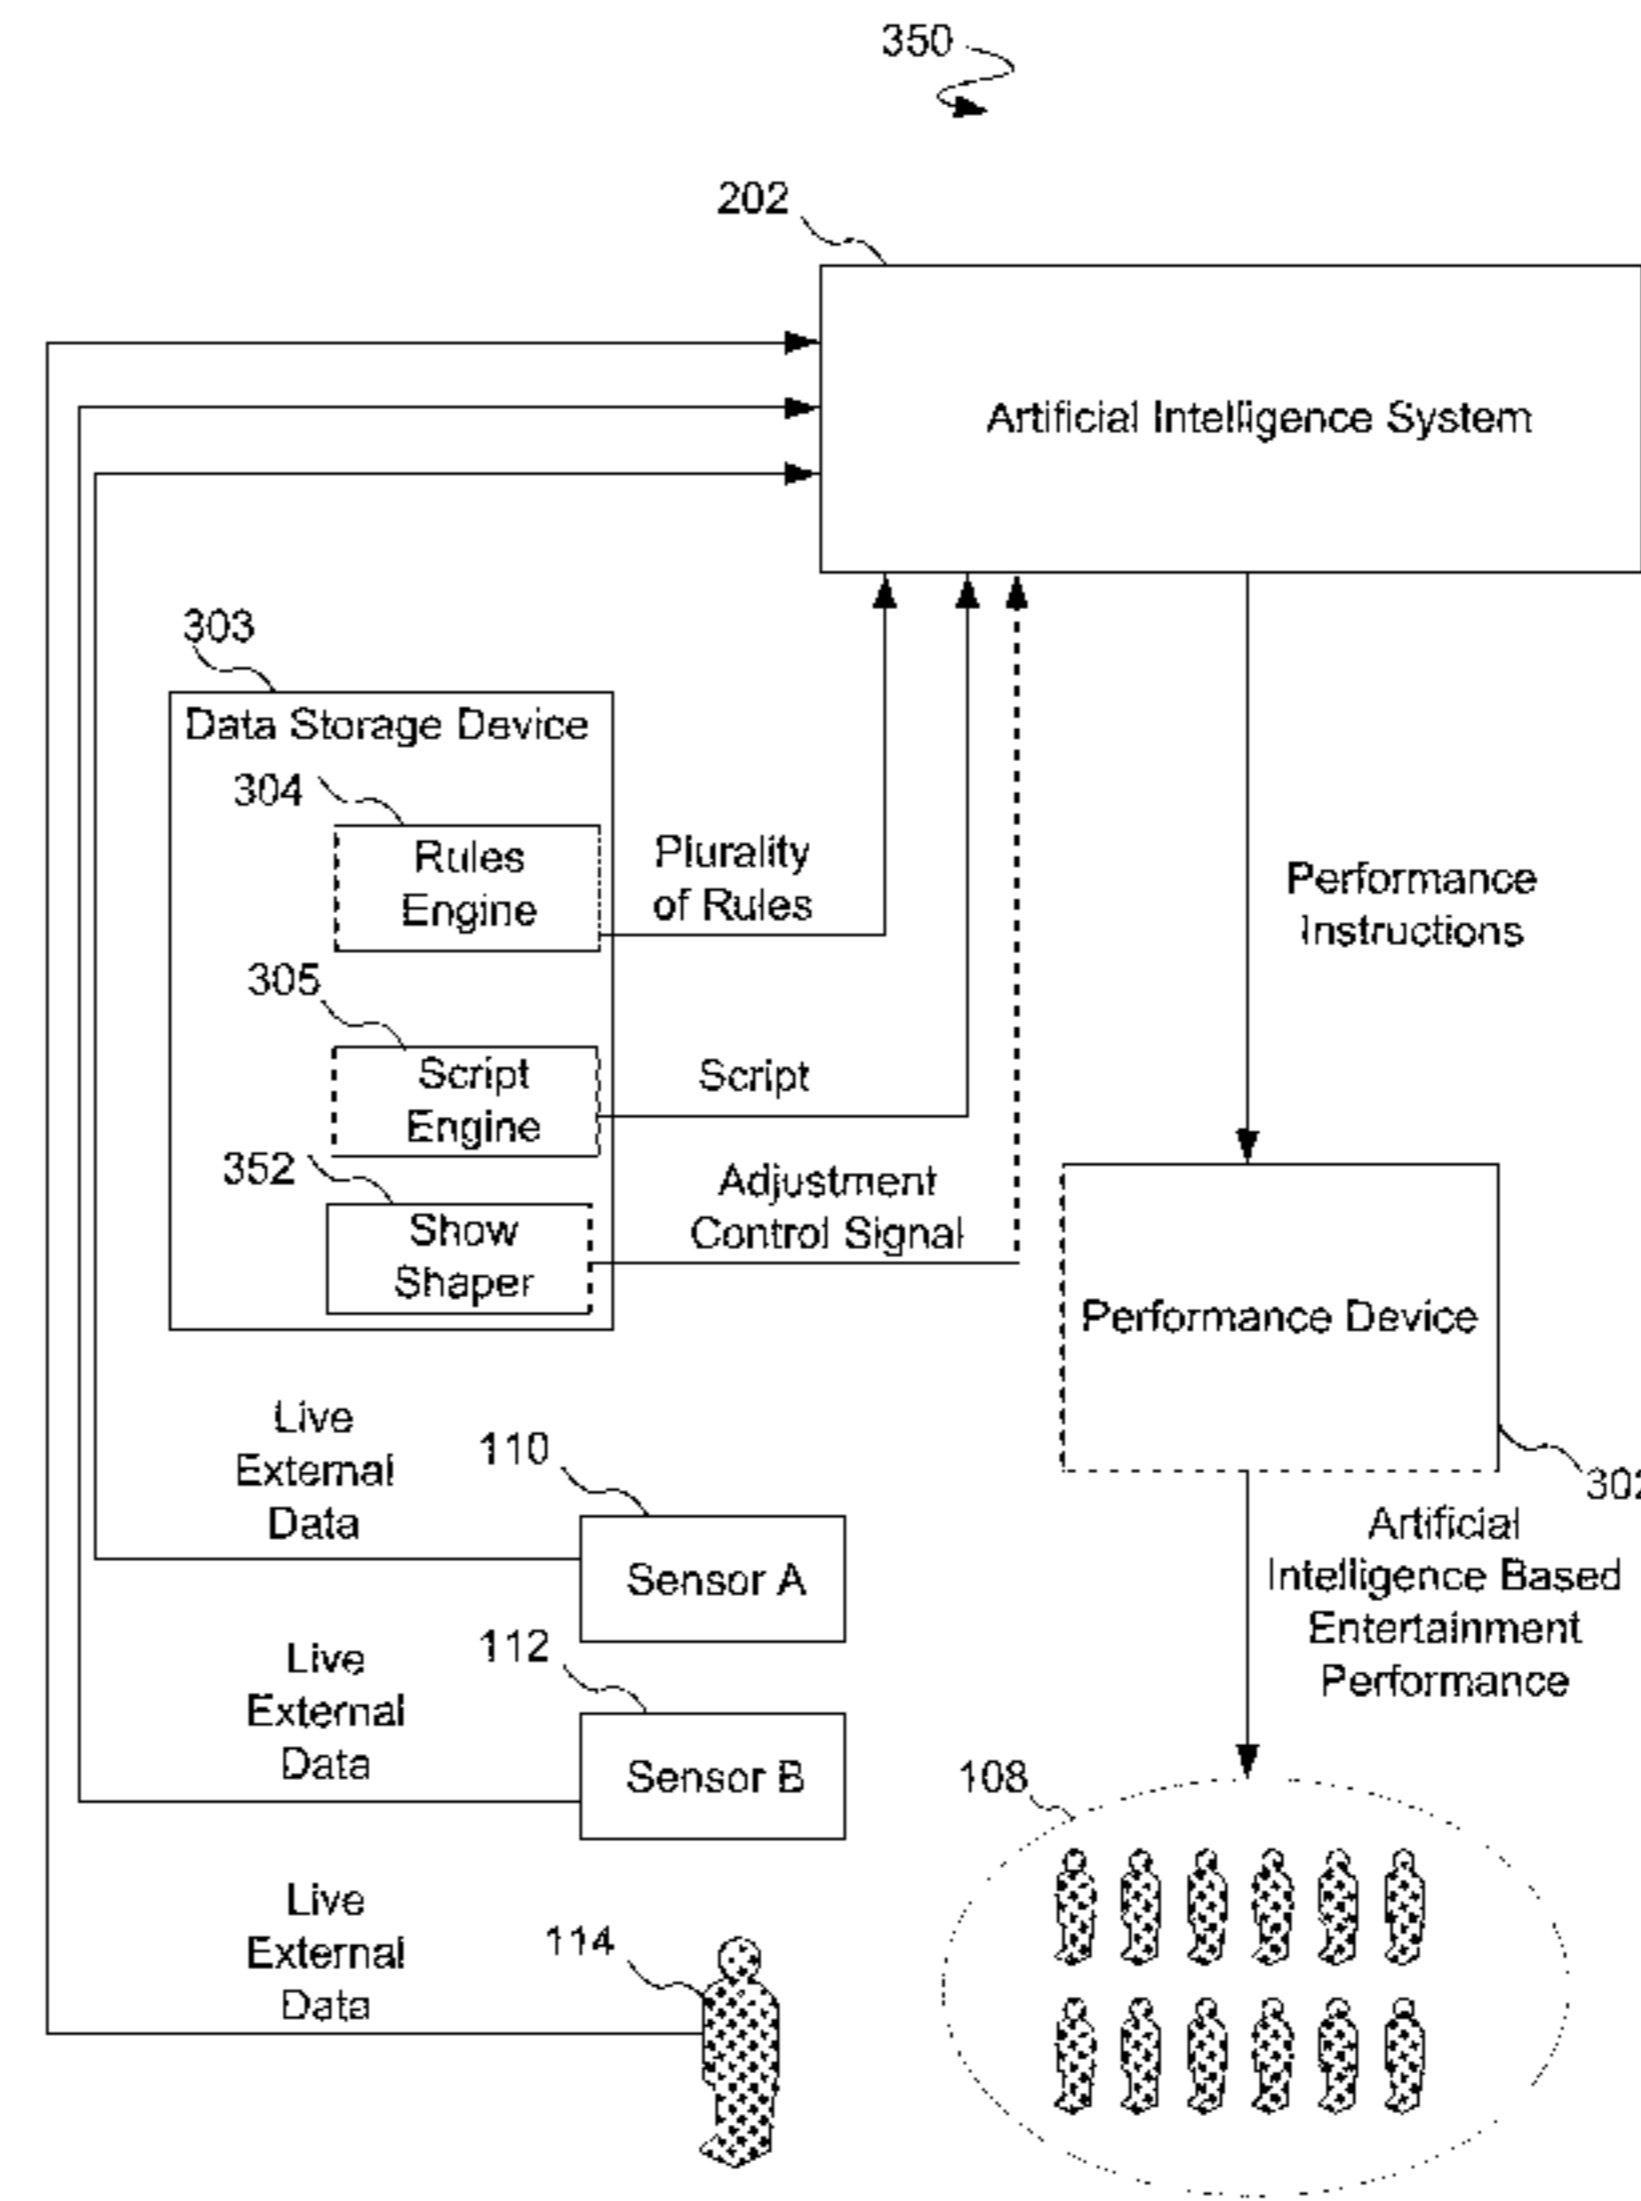 350
202
Artificial Intelligence System
303
Data Storage Device
304
Rules
Engine
Plurality
of Rules
Performance
Instructions
305
Script
Engine
Script
352
Show
Shaper
Adjustment
Control Signal
Performance Device
302
Live
External
Data
110
Sensor A
Artificial
Intelligence Based
Entertainment
Performance
Live
External
Data
112
Sensor B
108
Live
External
Data
114